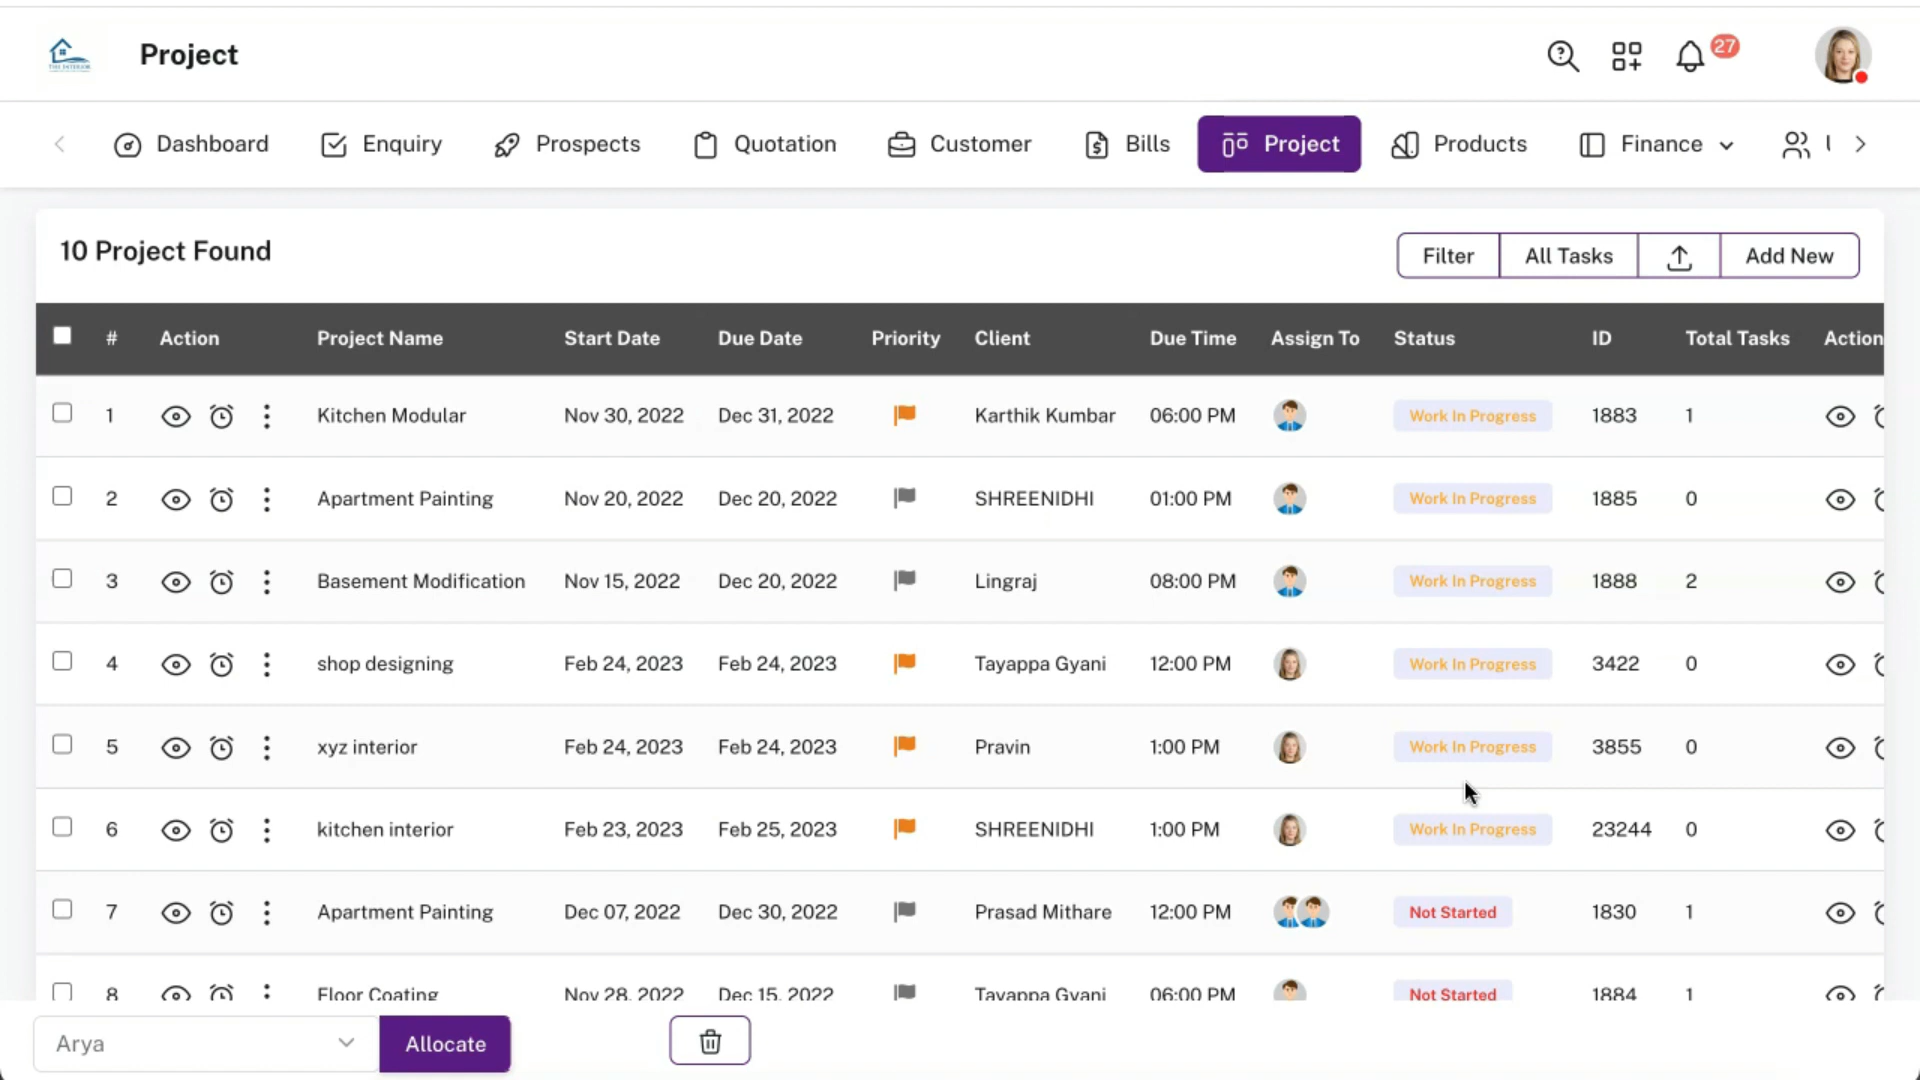 Project
27
Dashboard
Enquiry
Prospects
Quotation
Customer
Bills
Project
Products
Finance
10 Project Found
Filter
All Tasks
Add New
# Action Project Name Start Date Due Date Priority Client Due Time Assign To Status ID Total Tasks Action
1 Kitchen Modular Nov 30, 2022 Dec 31, 2022 Karthik Kumbar 06:00 PM Work In Progress 1883 1
2 Apartment Painting Nov 20, 2022 Dec 20, 2022 SHREENIDHI 01:00 PM Work In Progress 1885 0
3 Basement Modification Nov 15, 2022 Dec 20, 2022 Lingraj 08:00 PM Work In Progress 1888 2
4 shop designing Feb 24, 2023 Feb 24, 2023 Tayappa Gyani 12:00 PM Work In Progress 3422 0
5 xyz interior Feb 24, 2023 Feb 24, 2023 Pravin 1:00 PM Work In Progress 3855 0
6 kitchen interior Feb 23, 2023 Feb 25, 2023 SHREENIDHI 1:00 PM Work In Progress 23244 0
7 Apartment Painting Dec 07, 2022 Dec 30, 2022 Prasad Mithare 12:00 PM Not Started 1830 1
8 Floor Coating Nov 28, 2022 Dec 15, 2022 Tayappa Gyani 06:00 PM Not Started 1884 1
Arya
Allocate